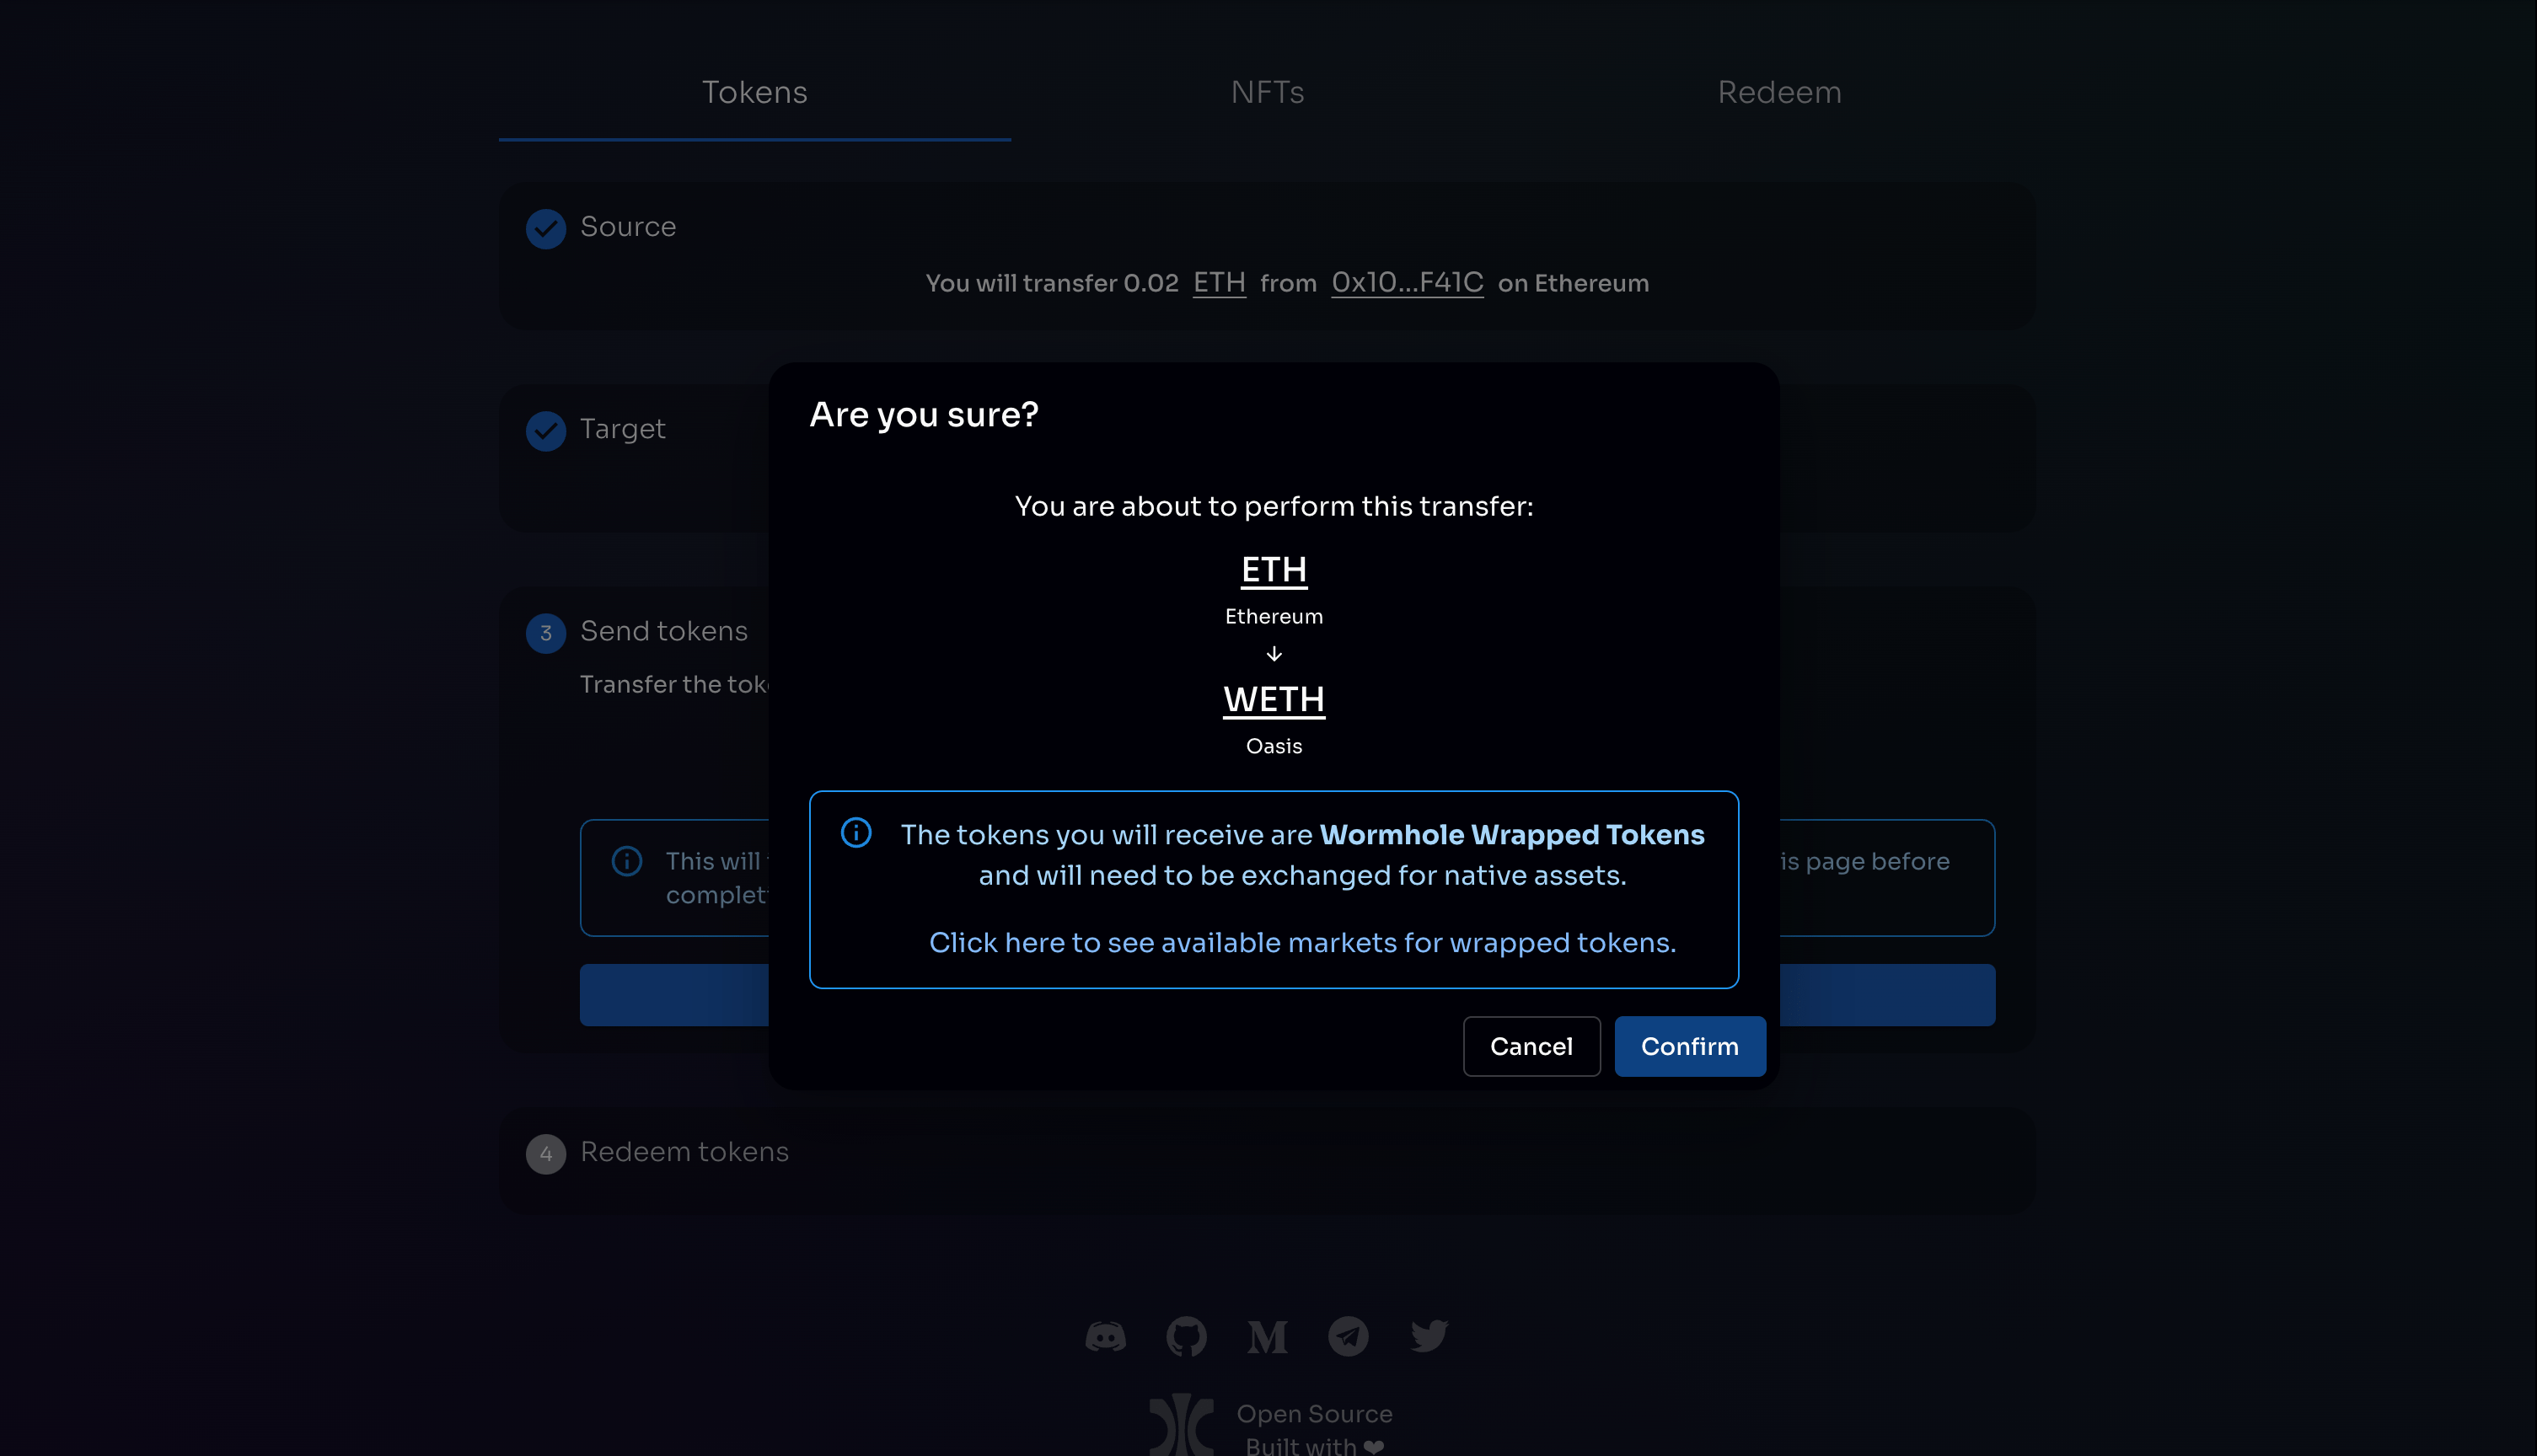 Tokens
NFTs
Redeem
Source
You will transfer 0.02 ETH from 0x10...F41C on Ethereum
Target
3 Send tokens
Transfer the
Are you sure?
You are about to perform this transfer:
ETH
Ethereum
↓
WETH
Oasis
The tokens you will receive are Wormhole Wrapped Tokens
and will need to be exchanged for native assets.
Click here to see available markets for wrapped tokens.
Cancel
Confirm
This will
page before
4 Redeem tokens
Open Source
Built with ❤